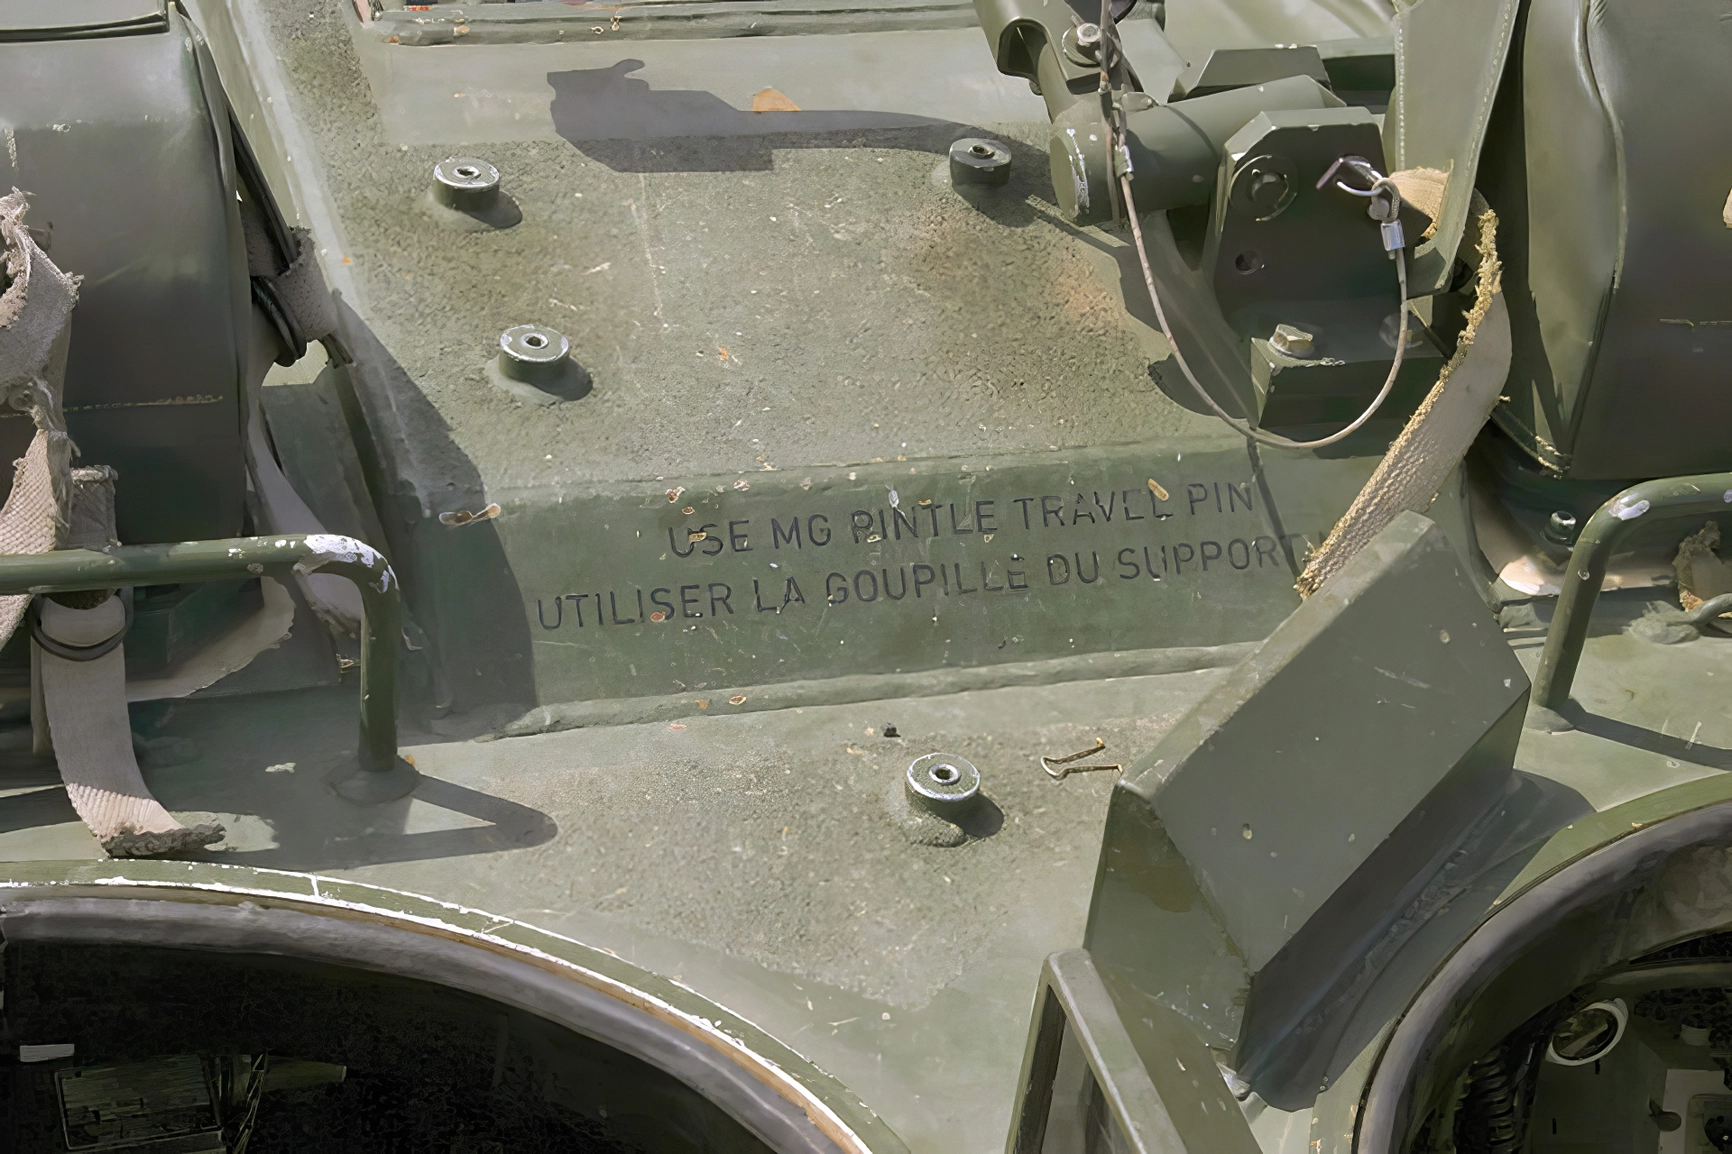 USE MG PINTLE TRAVEL PIN
UTILISER LA GOUPILLE DU SUPPORT